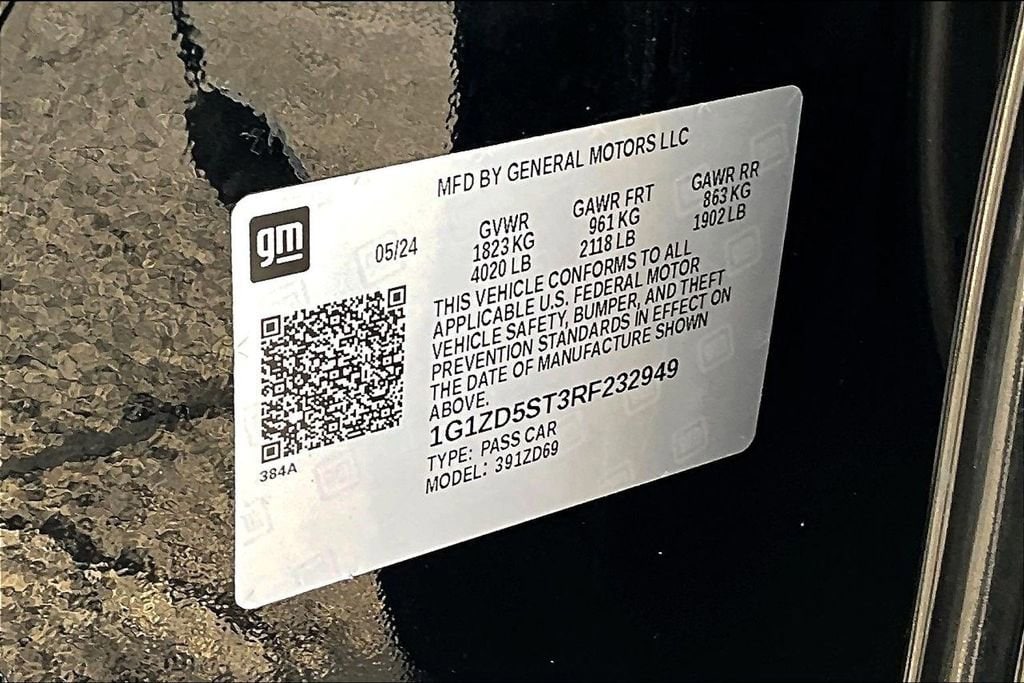 MFD BY GENERAL MOTORS LLC
gm
05/24
GVWR GAWR FRT GAWR RR
1823 KG 961 KG 863 KG
4020 LB 2118 LB 1902 LB
THIS VEHICLE CONFORMS TO ALL
APPLICABLE U.S. FEDERAL MOTOR
VEHICLE SAFETY, BUMPER, AND THEFT
PREVENTION STANDARDS IN EFFECT ON
THE DATE OF MANUFACTURE SHOWN
ABOVE.
1G1ZD5ST3RF232949
TYPE: PASS CAR
MODEL: 391ZD69
384A